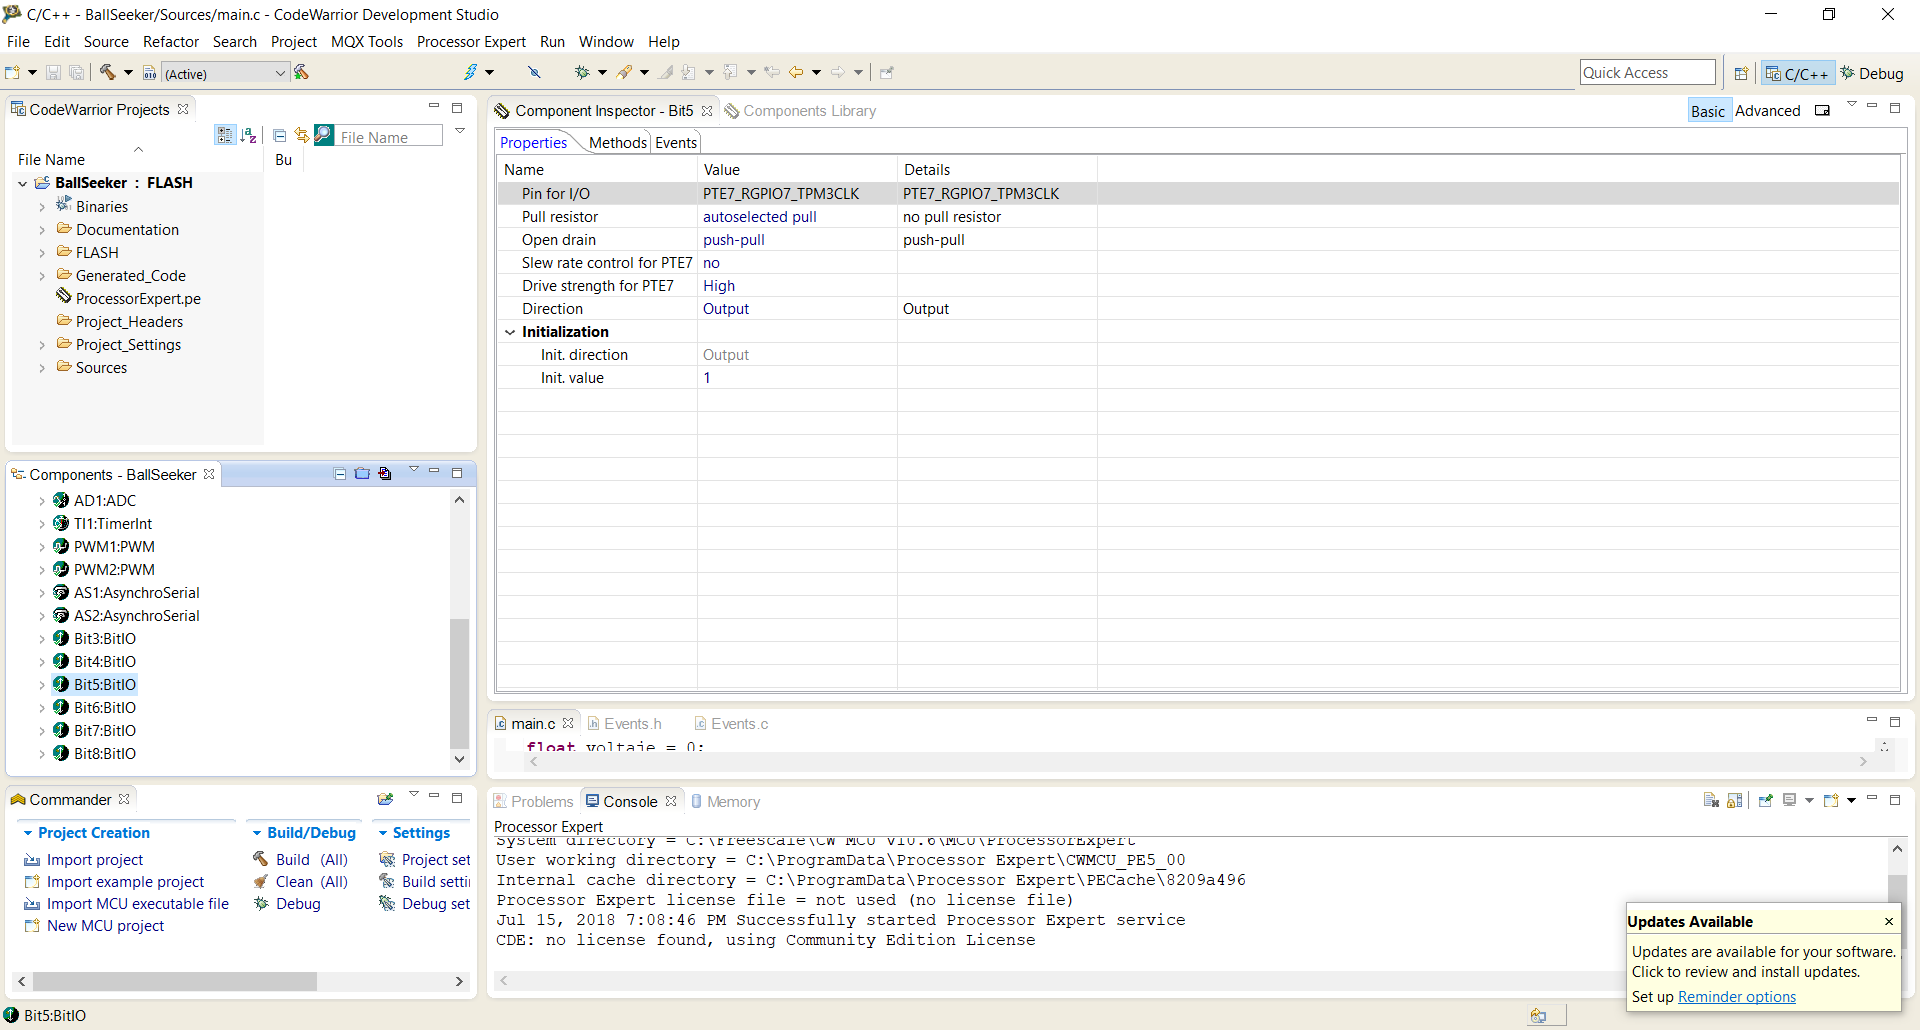 C/C++ - BallSeeker/Sources/main.c - CodeWarrior Development Studio
File Edit Source Refactor Search Project MQX Tools Processor Expert Run Window Help
(Active)
Quick Access
C/C++
Debug
CodeWarrior Projects
File Name
File Name
Bu
BallSeeker : FLASH
Binaries
Documentation
FLASH
Generated_Code
ProcessorExpert.pe
Project_Headers
Project_Settings
Sources
Components - BallSeeker
AD1:ADC
TI1:TimerInt
PWM1:PWM
PWM2:PWM
AS1:AsynchroSerial
AS2:AsynchroSerial
Bit3:BitIO
Bit4:BitIO
Bit5:BitIO
Bit6:BitIO
Bit7:BitIO
Bit8:BitIO
Commander
Project Creation
Import project
Import example project
Import MCU executable file
New MCU project
Build/Debug
Build (All)
Clean (All)
Debug
Settings
Project set
Build setti
Debug set
Component Inspector - Bit5
Components Library
Basic Advanced
Properties Methods Events
Name Value Details
Pin for I/O PTE7_RGPIO7_TPM3CLK PTE7_RGPIO7_TPM3CLK
Pull resistor autoselected pull no pull resistor
Open drain push-pull push-pull
Slew rate control for PTE7 no
Drive strength for PTE7 High
Direction Output Output
Initialization
Init. direction Output
Init. value 1
main.c Events.h Events.c
float voltaje = 0;
Problems Console Memory
Processor Expert
System directory = C:\Freescale\CW MCU v10.6\MCU\ProcessorExpert
User working directory = C:\ProgramData\Processor Expert\CWMCU_PE5_00
Internal cache directory = C:\ProgramData\Processor Expert\PECache\8209a496
Processor Expert license file = not used (no license file)
Jul 15, 2018 7:08:46 PM Successfully started Processor Expert service
CDE: no license found, using Community Edition License
Updates Available
Updates are available for your software.
Click to review and install updates.
Set up Reminder options
Bit5:BitIO